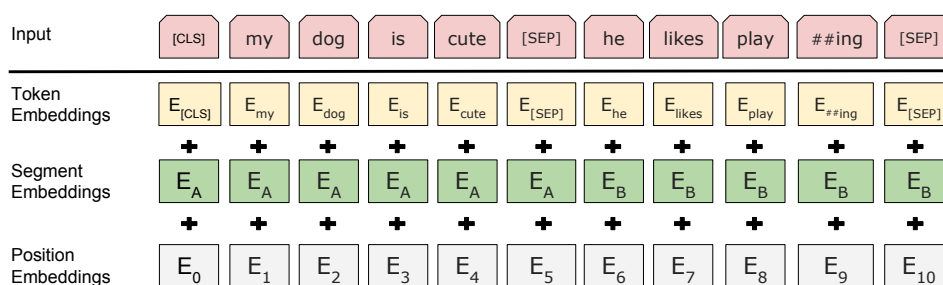 Input [CLS] my dog is cute [SEP] he likes play ##ing [SEP]
Token Embeddings E[CLS] Emy Edog Eis Ecute E[SEP] Ehe Elikes Eplay E##ing E[SEP]
+ + + + + + + + + + +
Segment Embeddings EA EA EA EA EA EA EB EB EB EB EB
+ + + + + + + + + + +
Position Embeddings E0 E1 E2 E3 E4 E5 E6 E7 E8 E9 E10